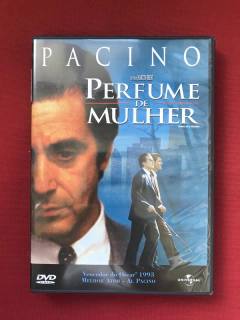 PACINO
PERFUME
DE
MULHER
Vencedor do Oscar® 1993
MELHOR ATOR - AL PACINO
DVD
UNIVERSAL